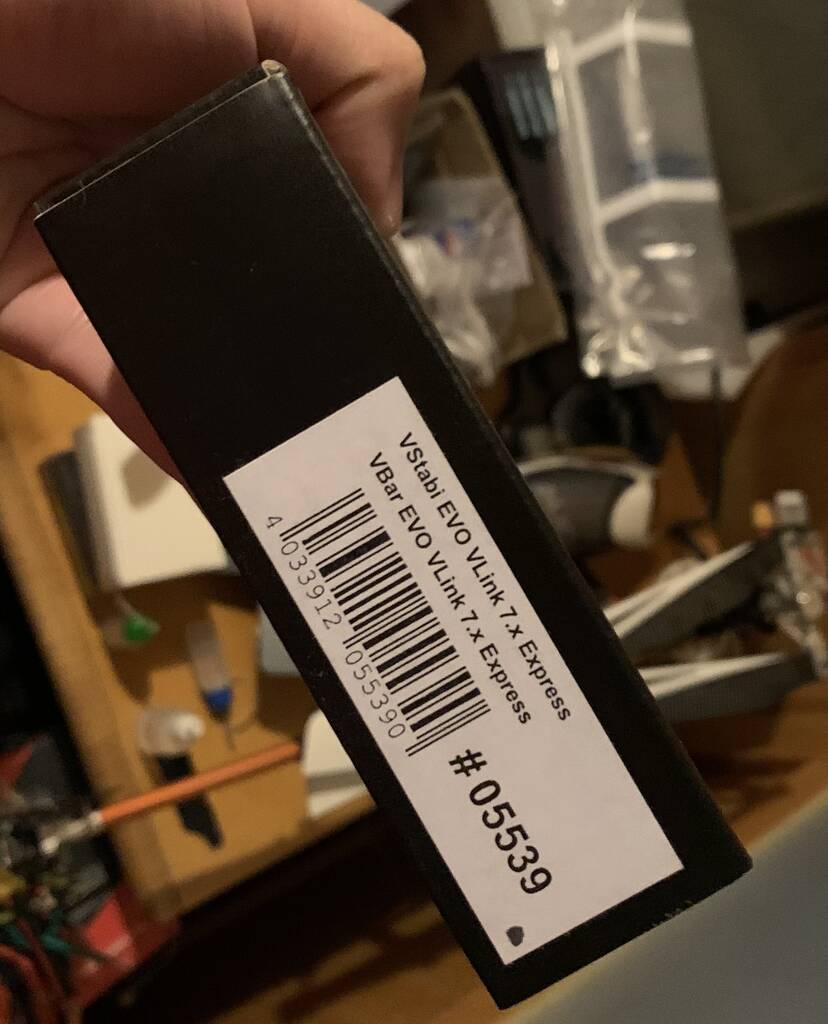 VStabi EVO VLink 7.x Express
VBar EVO VLink 7.x Express
4 033912 055390
#05539